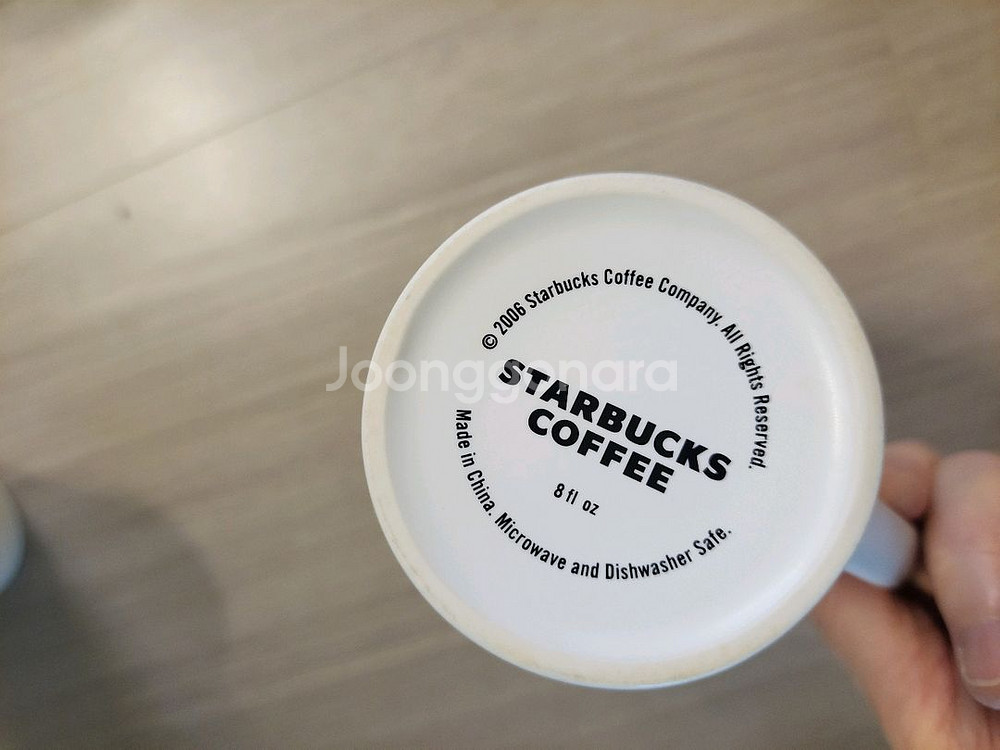 © 2006 Starbucks Coffee Company. All Rights Reserved.
STARBUCKS
COFFEE
8 fl oz
Made in China. Microwave and Dishwasher Safe.
Joonggonara